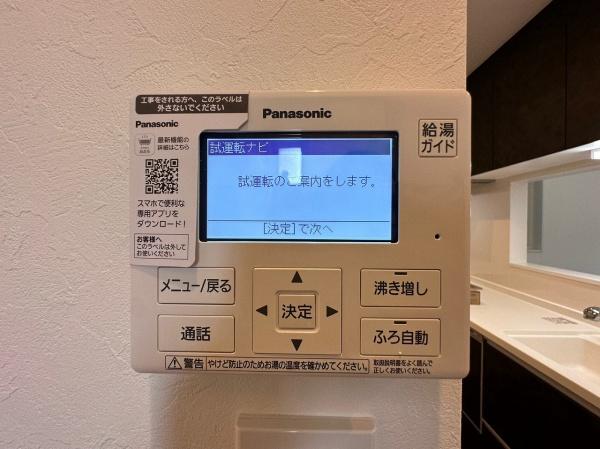 工事をされる方へ、このラベルは
外さないでください
Panasonic
最新機能の
詳細はこちら
スマホで便利な
専用アプリを
ダウンロード!
お客様へ
このラベルは外して
お使いください
Panasonic
給湯
ガイド
試運転ナビ
試運転のご案内をします。
[決定]で次へ
メニュー/戻る
決定
沸き増し
通話
ふろ自動
警告
やけど防止のためお湯の温度を確かめてください。
取扱説明書をよく読んで
正しくお使いください。